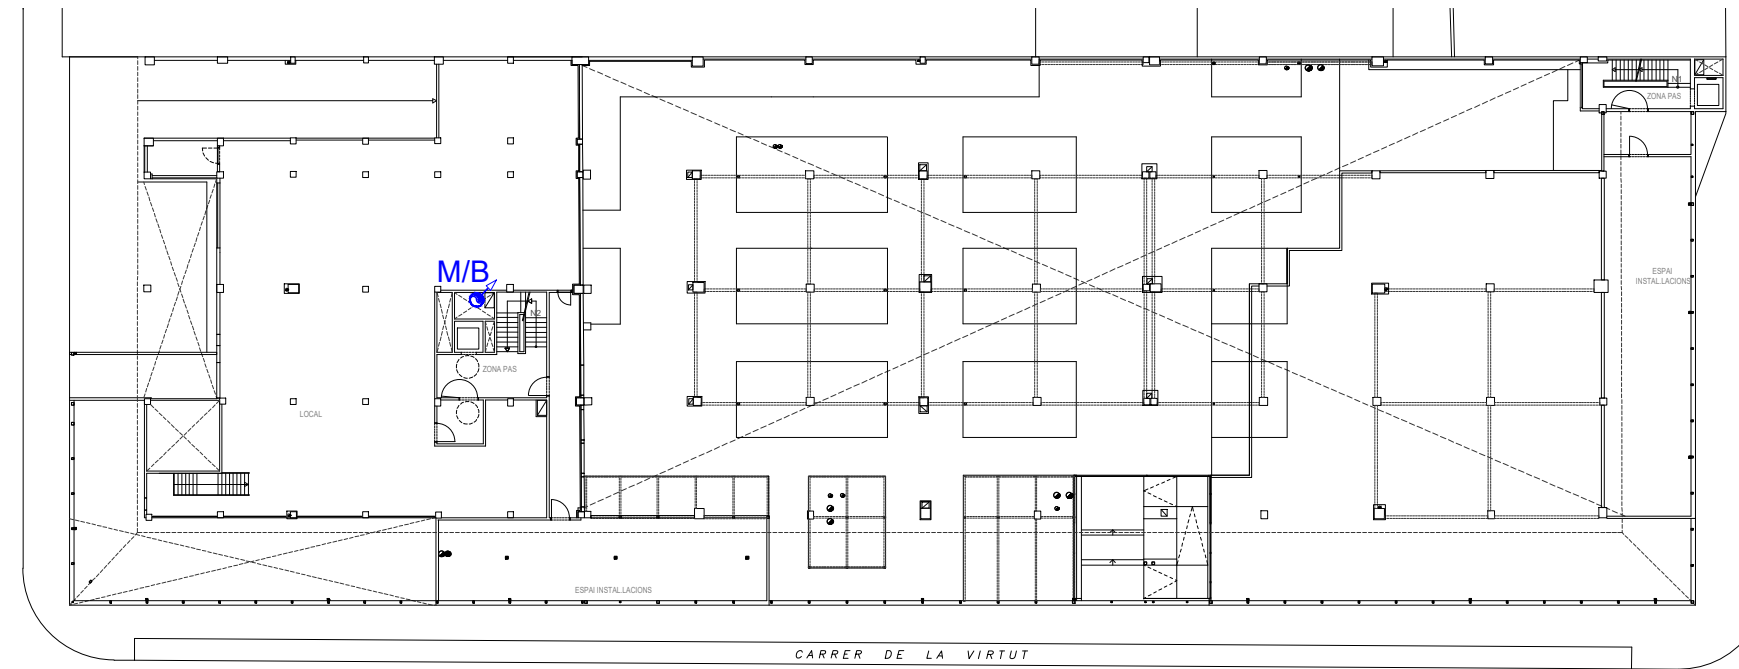 N1
ZONA PAS
M/B
ESPAI
INSTAL.LACIONS
N2
ZONA PAS
LOCAL
ESPAI INSTAL.LACIONS
CARRER DE LA VIRTUT